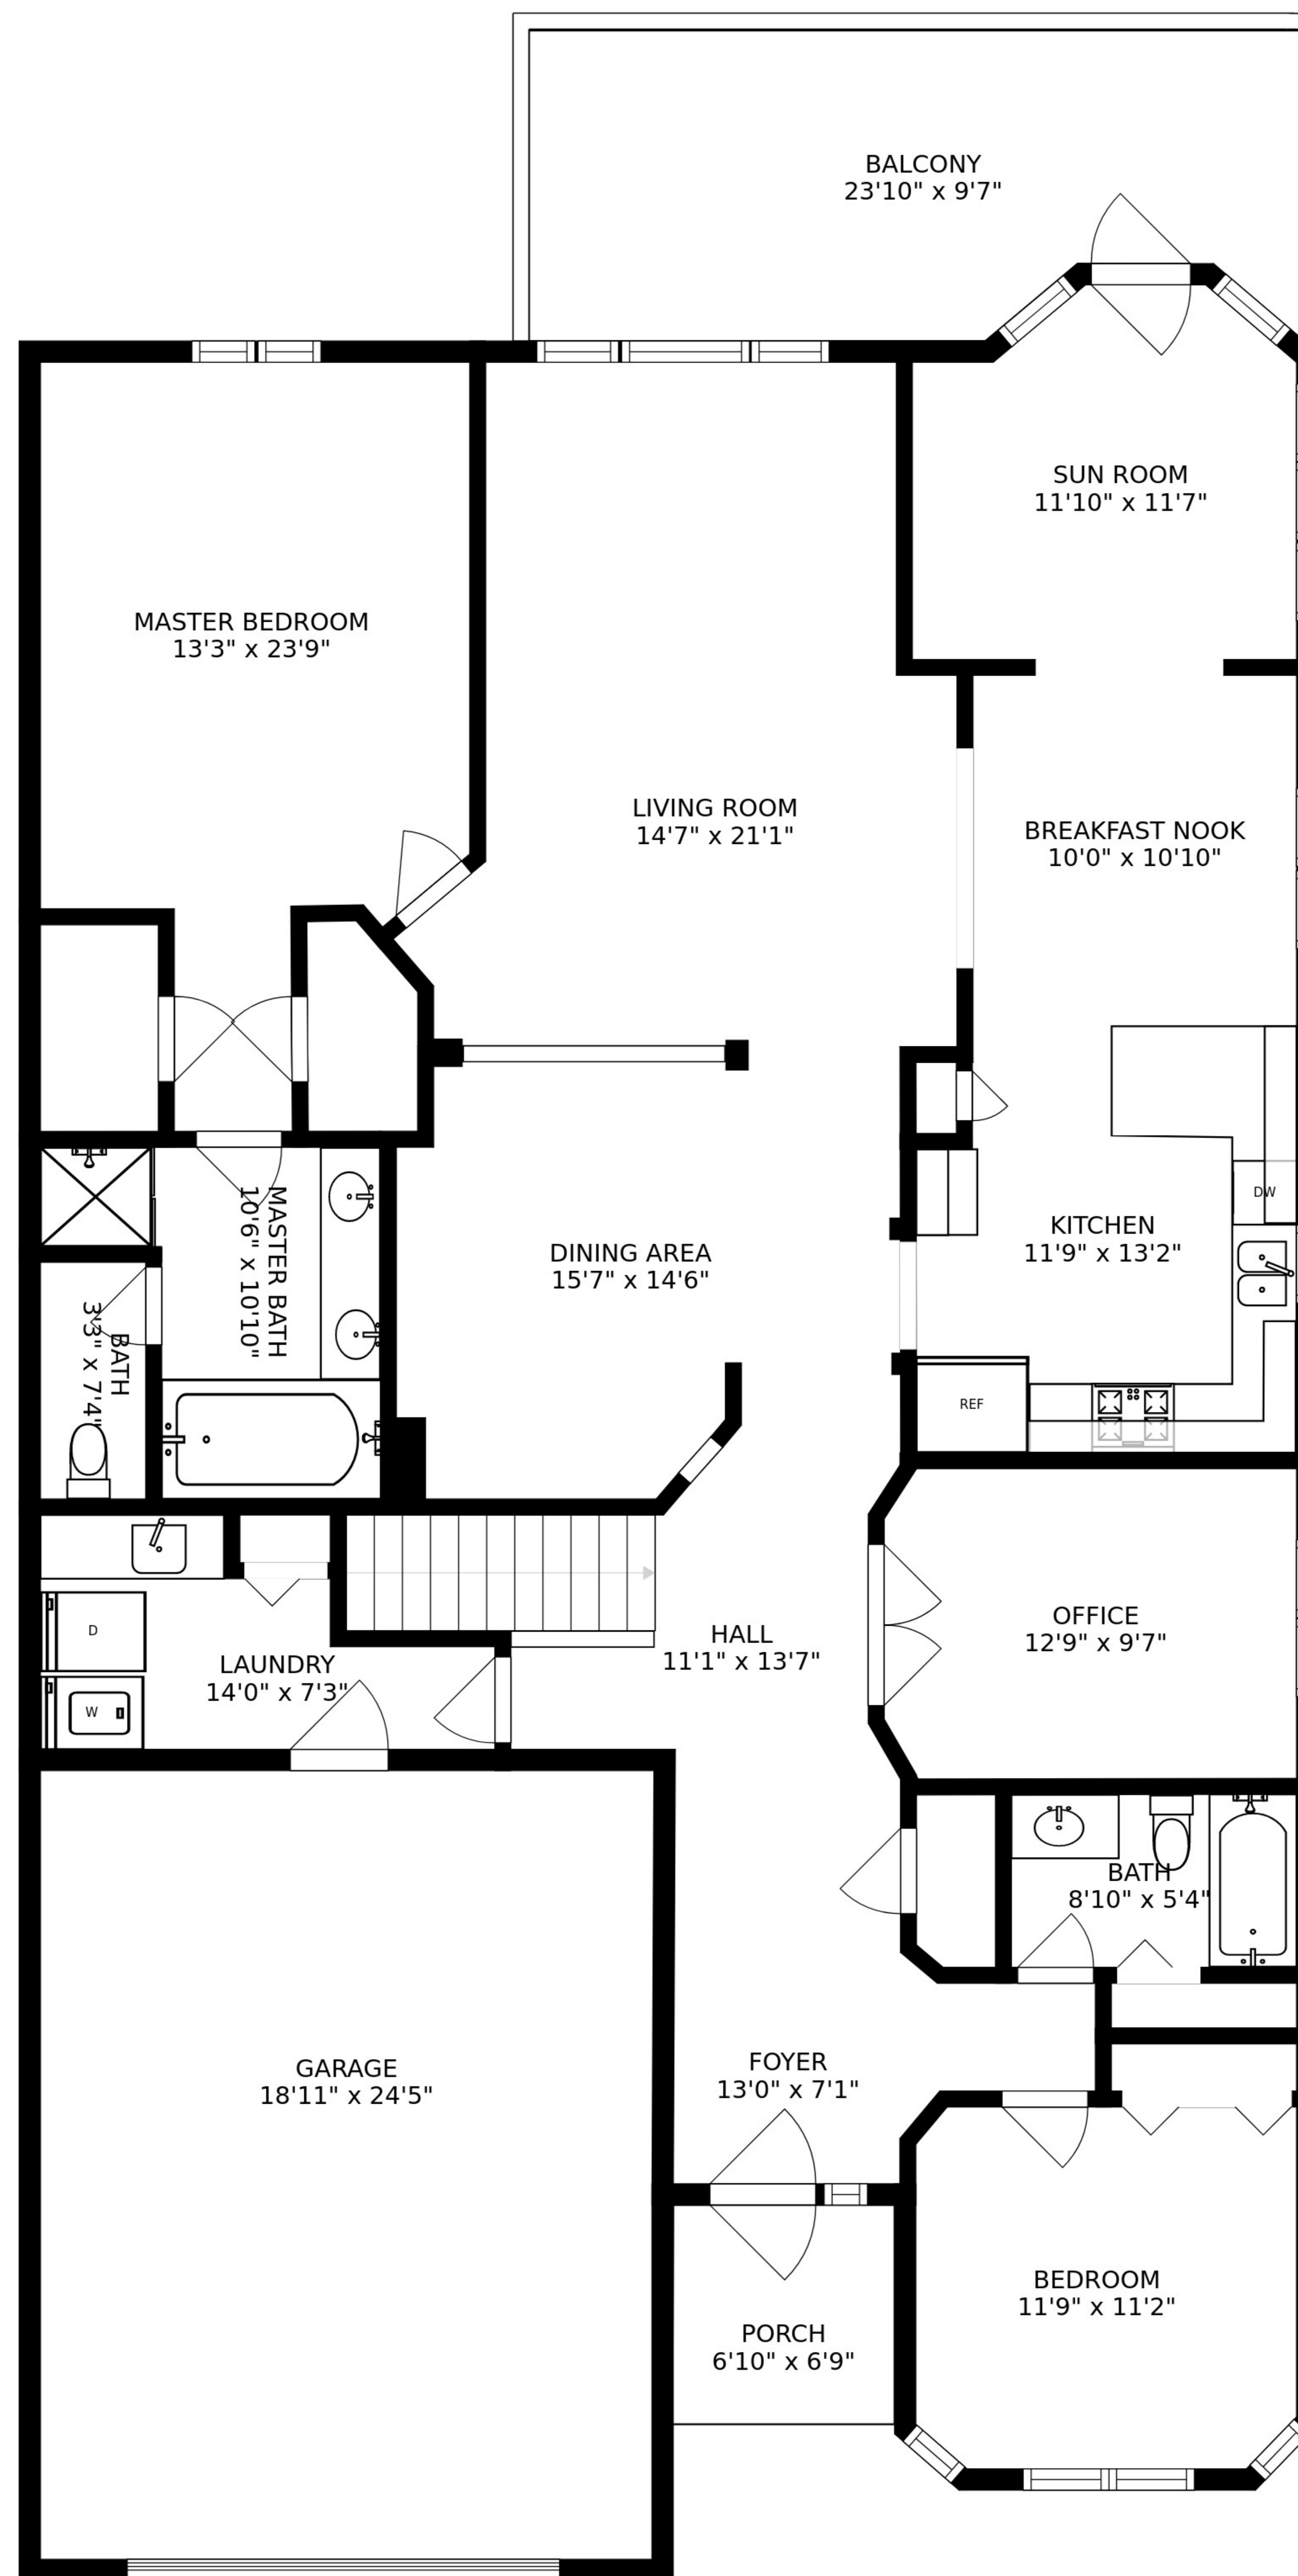 BALCONY
23'10" x 9'7"
SUN ROOM
11'10" x 11'7"
MASTER BEDROOM
13'3" x 23'9"
LIVING ROOM
14'7" x 21'1"
BREAKFAST NOOK
10'0" x 10'10"
DW
KITCHEN
11'9" x 13'2"
MASTER BATH
10'6" x 10'10"
DINING AREA
15'7" x 14'6"
BATH
3'3" x 7'4"
REF
OFFICE
12'9" x 9'7"
HALL
11'1" x 13'7"
D
LAUNDRY
14'0" x 7'3"
W
BATH
8'10" x 5'4"
FOYER
13'0" x 7'1"
GARAGE
18'11" x 24'5"
BEDROOM
11'9" x 11'2"
PORCH
6'10" x 6'9"